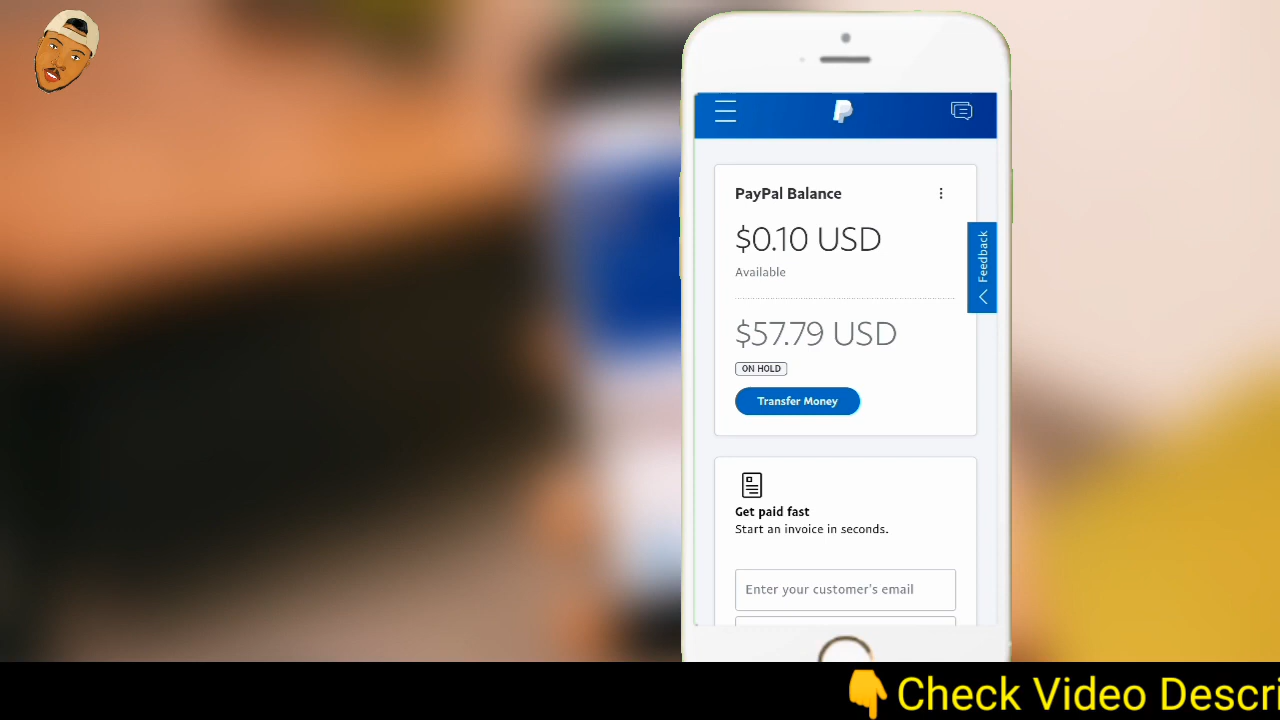 PayPal Balance
$0.10 USD
Available
$57.79 USD
ON HOLD
Transfer Money
Feedback
Get paid fast
Start an invoice in seconds.
Enter your customer's email
👇Check Video Descri